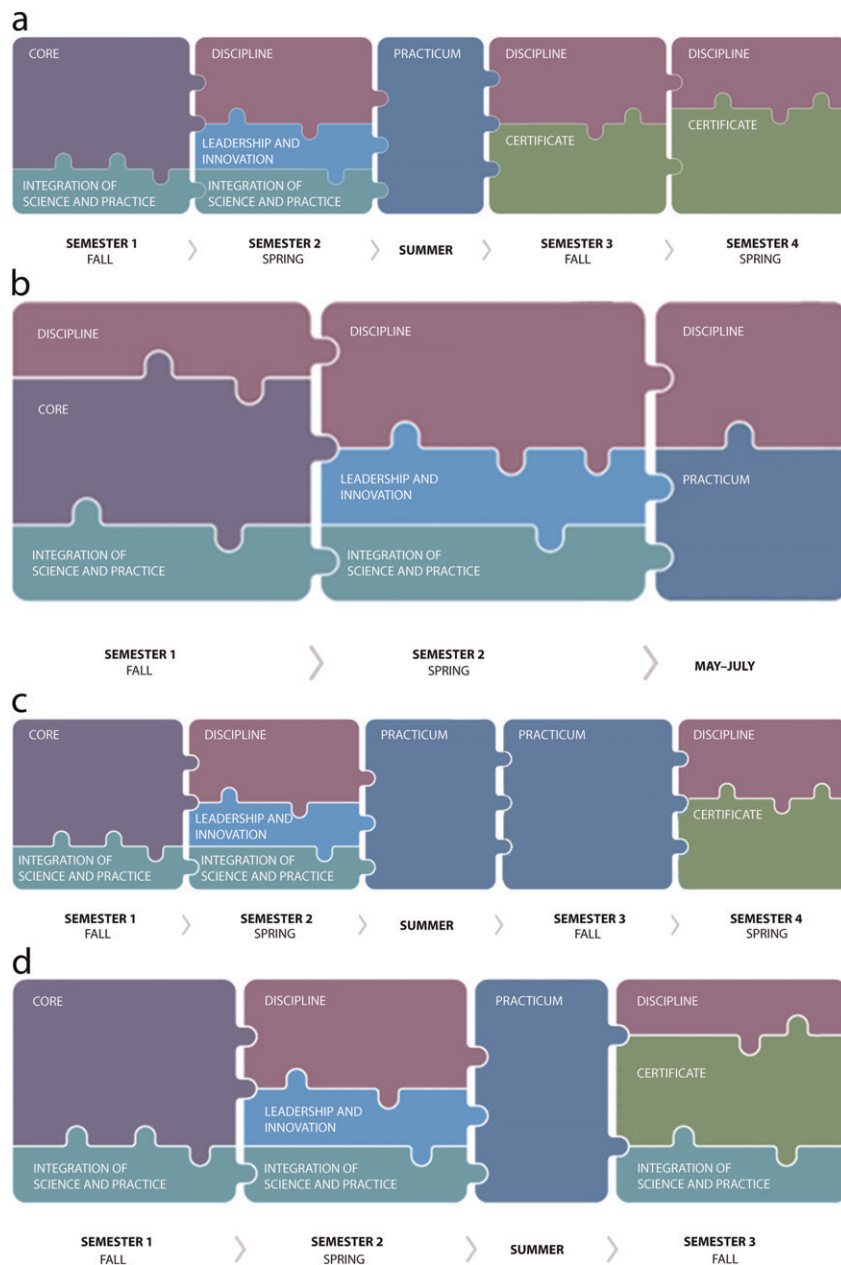 a
CORE
INTEGRATION OF
SCIENCE AND PRACTICE
DISCIPLINE
LEADERSHIP AND
INNOVATION
INTEGRATION OF
SCIENCE AND PRACTICE
PRACTICUM
DISCIPLINE
CERTIFICATE
DISCIPLINE
CERTIFICATE
SEMESTER 1
FALL
SEMESTER 2
SPRING
SUMMER
SEMESTER 3
FALL
SEMESTER 4
SPRING
b
DISCIPLINE
CORE
INTEGRATION OF
SCIENCE AND PRACTICE
DISCIPLINE
LEADERSHIP AND
INNOVATION
INTEGRATION OF
SCIENCE AND PRACTICE
DISCIPLINE
PRACTICUM
SEMESTER 1
FALL
SEMESTER 2
SPRING
MAY–JULY
c
CORE
INTEGRATION OF
SCIENCE AND PRACTICE
DISCIPLINE
LEADERSHIP AND
INNOVATION
INTEGRATION OF
SCIENCE AND PRACTICE
PRACTICUM
PRACTICUM
DISCIPLINE
CERTIFICATE
SEMESTER 1
FALL
SEMESTER 2
SPRING
SUMMER
SEMESTER 3
FALL
SEMESTER 4
SPRING
d
CORE
INTEGRATION OF
SCIENCE AND PRACTICE
DISCIPLINE
LEADERSHIP AND
INNOVATION
INTEGRATION OF
SCIENCE AND PRACTICE
PRACTICUM
DISCIPLINE
CERTIFICATE
INTEGRATION OF
SCIENCE AND PRACTICE
SEMESTER 1
FALL
SEMESTER 2
SPRING
SUMMER
SEMESTER 3
FALL